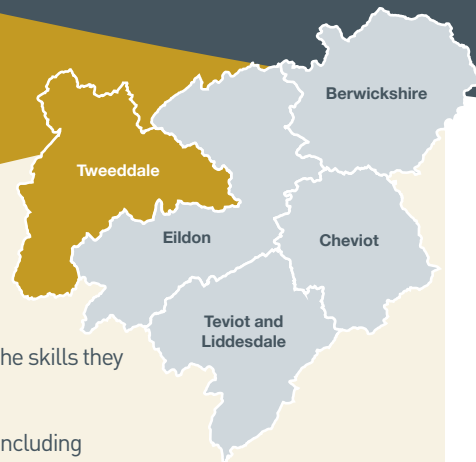 Berwickshire
Tweeddale
Eildon
Cheviot
Teviot and
Liddesdale
he skills they
ncluding